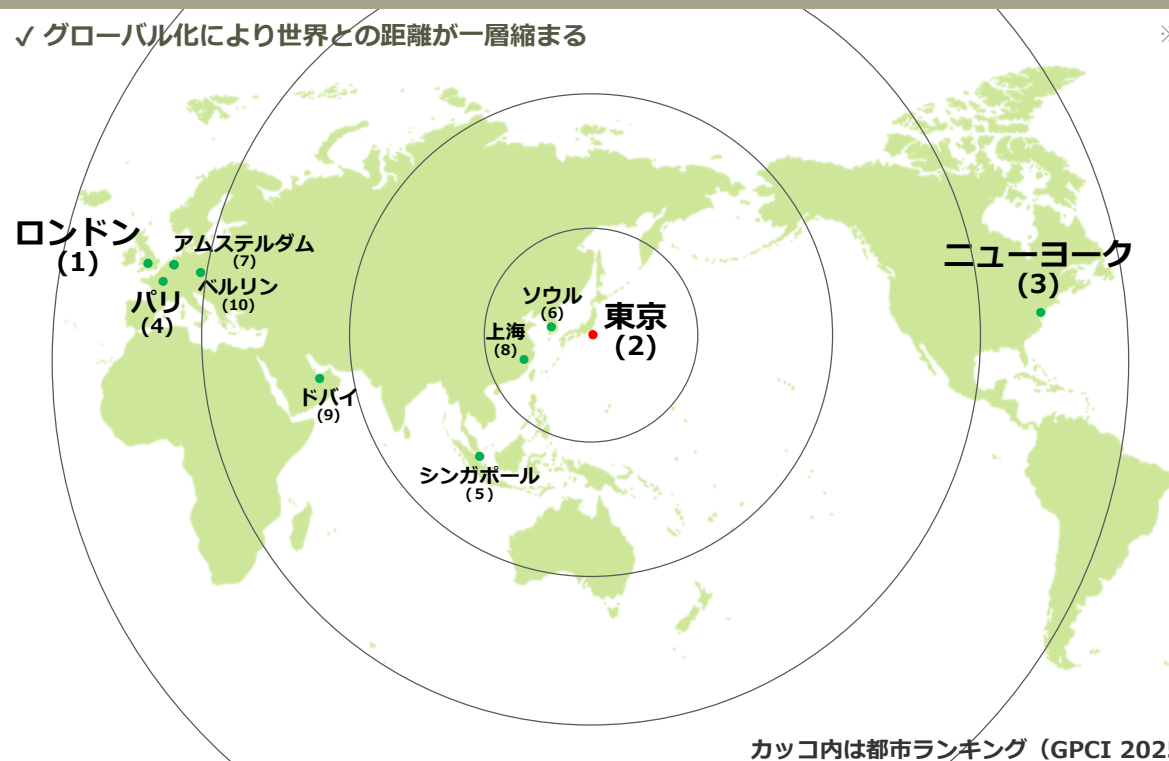 ✓ グローバル化により世界との距離が一層縮まる
※
ロンドン
(1)
アムステルダム
(7)
ベルリン
(10)
パリ
(4)
ドバイ
(9)
ソウル
(6)
上海
(8)
東京
(2)
シンガポール
(5)
ニューヨーク
(3)
カッコ内は都市ランキング（GPCI 202